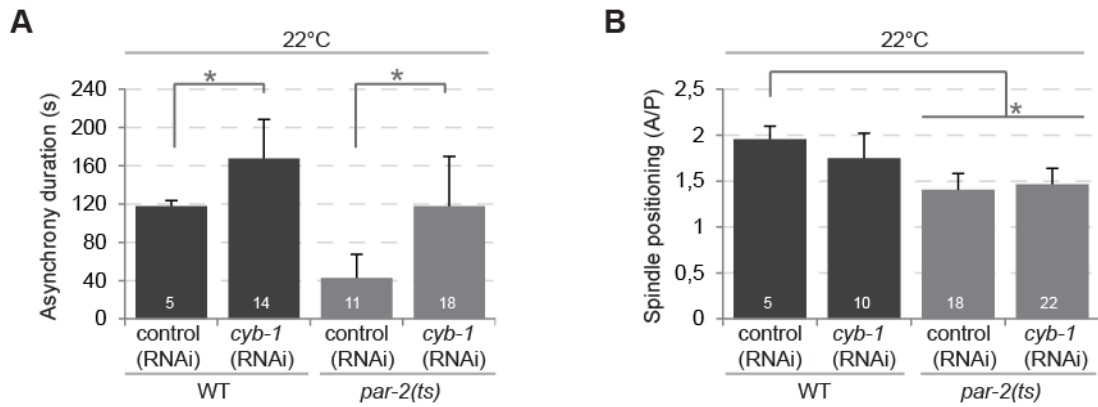 A
22°C
Asynchrony duration (s)
240
200
160
120
80
40
0
*
*
5
14
11
18
control
(RNAi)
cyb-1
(RNAi)
control
(RNAi)
cyb-1
(RNAi)
WT
par-2(ts)
B
22°C
Spindle positioning (A/P)
2,5
2
1.5
1
0,5
0
*
5
10
18
22
control
(RNAi)
cyb-1
(RNAi)
control
(RNAi)
cyb-1
(RNAi)
WT
par-2(ts)